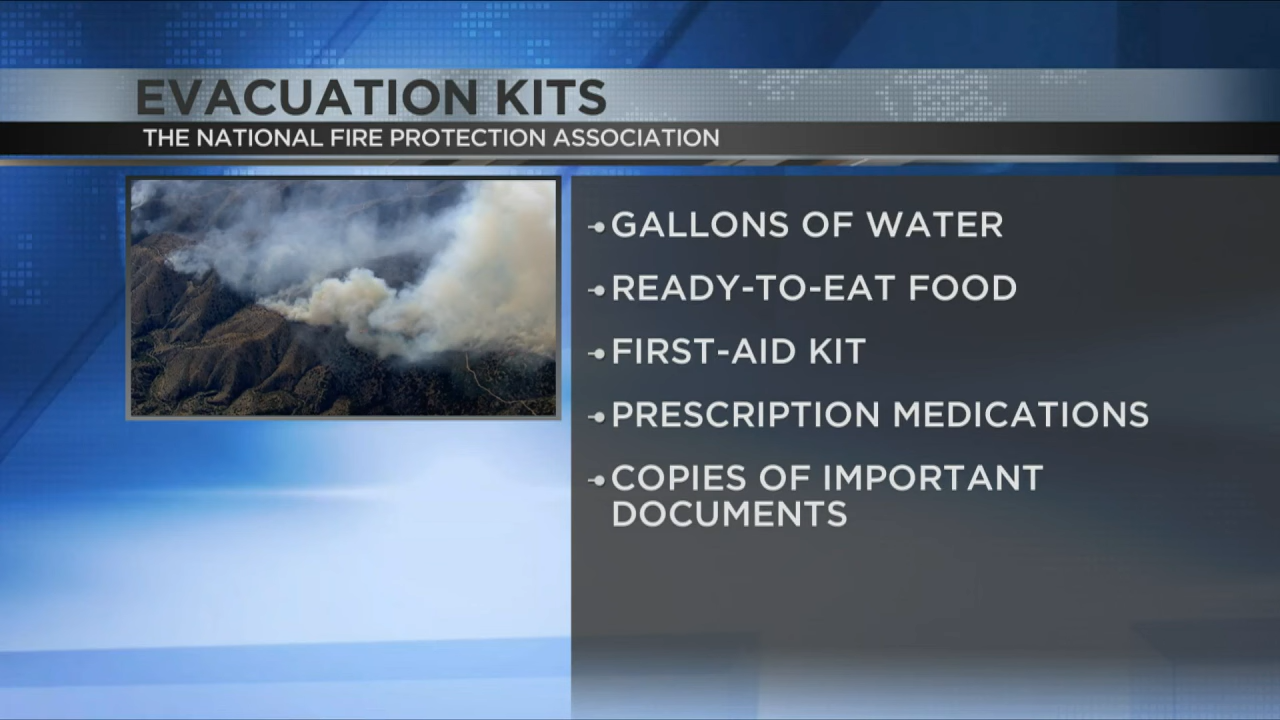 EVACUATION KITS
THE NATIONAL FIRE PROTECTION ASSOCIATION
GALLONS OF WATER
READY-TO-EAT FOOD
FIRST-AID KIT
PRESCRIPTION MEDICATIONS
COPIES OF IMPORTANT
DOCUMENTS